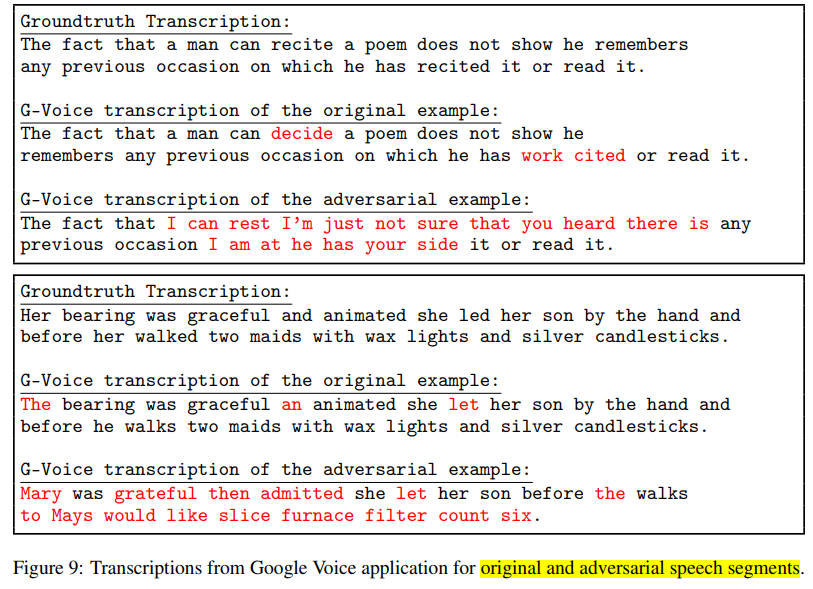 Groundtruth Transcription:
The fact that a man can recite a poem does not show he remembers
any previous occasion on which he has recited it or read it.
G-Voice transcription of the original example:
The fact that a man can decide a poem does not show he
remembers any previous occasion on which he has work cited or read it.
G-Voice transcription of the adversarial example:
The fact that I can rest I'm just not sure that you heard there is any
previous occasion I am at he has your side it or read it.
Groundtruth Transcription:
Her bearing was graceful and animated she led her son by the hand and
before her walked two maids with wax lights and silver candlesticks.
G-Voice transcription of the original example:
The bearing was graceful an animated she let her son by the hand and
before he walks two maids with wax lights and silver candlesticks.
G-Voice transcription of the adversarial example:
Mary was grateful then admitted she let her son before the walks
to Mays would like slice furnace filter count six.
Figure 9: Transcriptions from Google Voice application for original and adversarial speech segments.